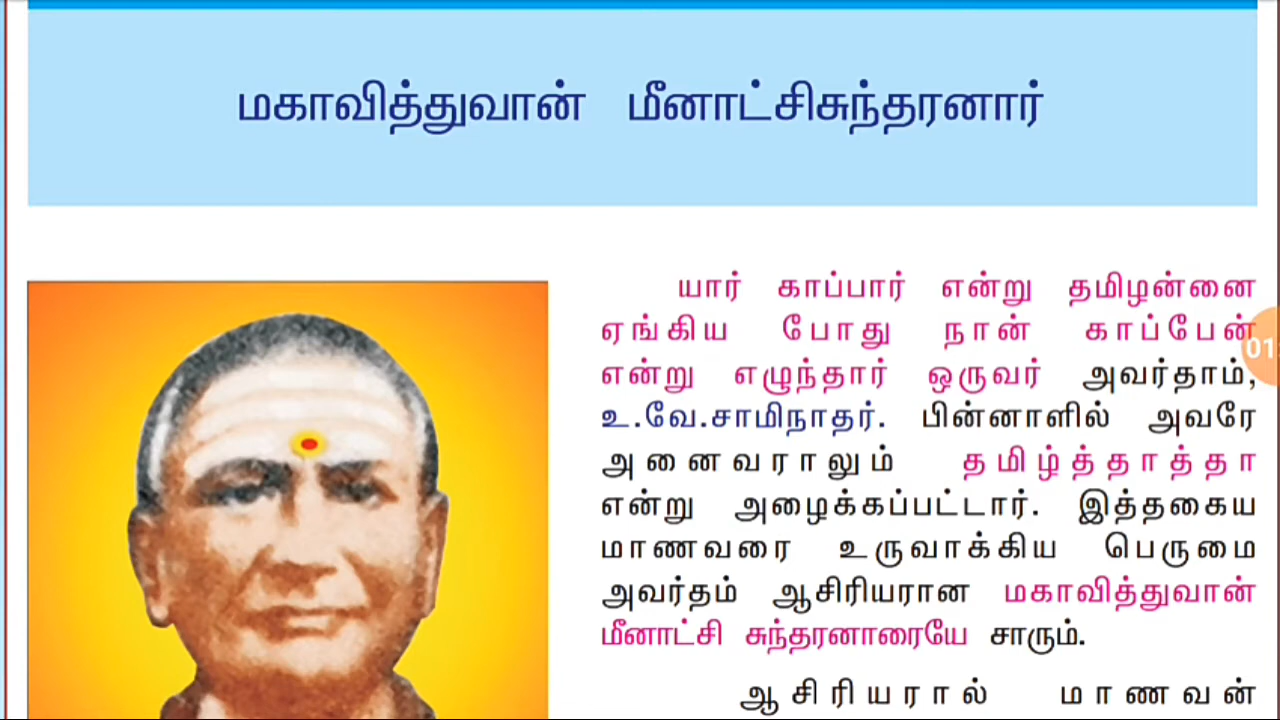 மகாவித்துவான் மீனாட்சிசுந்தரனார்
யார் காப்பார் என்று தமிழன்னை
ஏங்கிய போது நான் காப்பேன்
என்று எழுந்தார் ஒருவர் அவர்தாம்,
உ.வே.சாமிநாதர். பின்னாளில் அவரே
அனைவராலும் தமிழ்த்தாத்தா
என்று அழைக்கப்பட்டார். இத்தகைய
மாணவரை உருவாக்கிய பெருமை
அவர்தம் ஆசிரியரான மகாவித்துவான்
மீனாட்சி சுந்தரனாரையே சாரும்.
ஆசிரியரால் மாணவன்